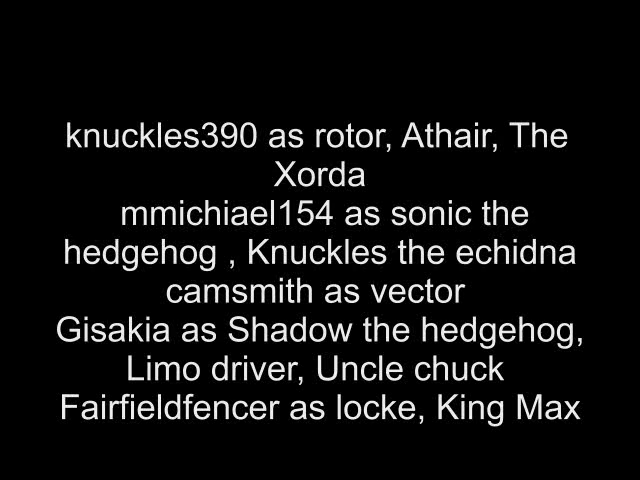 knuckles390 as rotor, Athair, The
Xorda
mmichiael154 as sonic the
hedgehog , Knuckles the echidna
camsmith as vector
Gisakia as Shadow the hedgehog,
Limo driver, Uncle chuck
Fairfieldfencer as locke, King Max